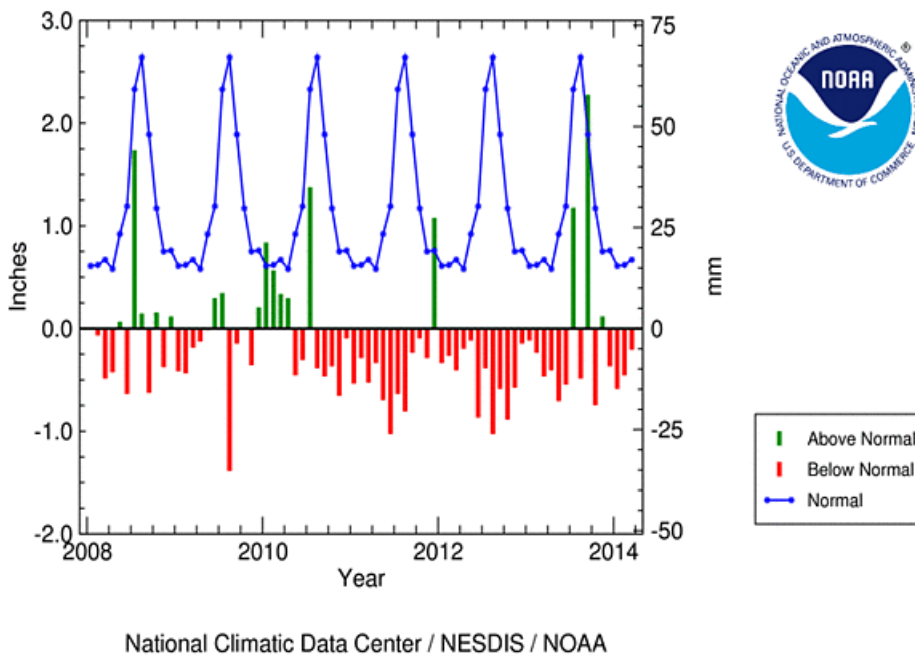 3.0
2.0
1.0
0.0
-1.0
-2.0
Inches
75
50
25
0
-25
-50
mm
2008
2010
2012
2014
Year
NATIONAL OCEANIC AND ATMOSPHERIC
U.S. DEPARTMENT OF COMMERCE
NOAA
®
Above Normal
Below Normal
Normal
National Climatic Data Center / NESDIS / NOAA